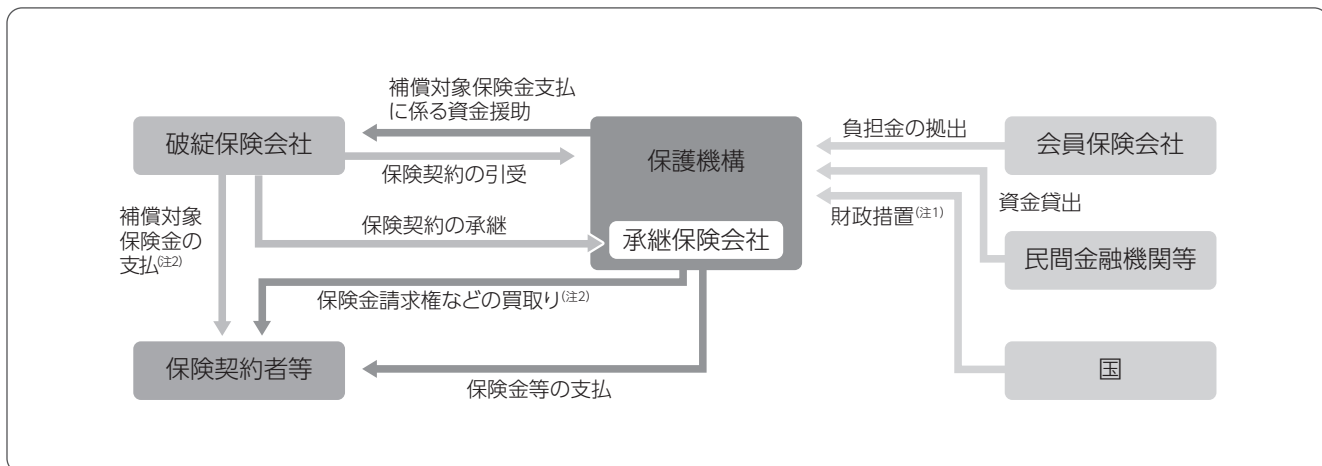 補償対象保険金支払
に係る資金援助
破綻保険会社
保険契約の引受
保護機構
負担金の拠出
会員保険会社
資金貸出
財政措置(注1)
補償対象
保険金の
支払(注2)
保険契約の承継
承継保険会社
民間金融機関等
保険金請求権などの買取り(注2)
保険契約者等
保険金等の支払
国